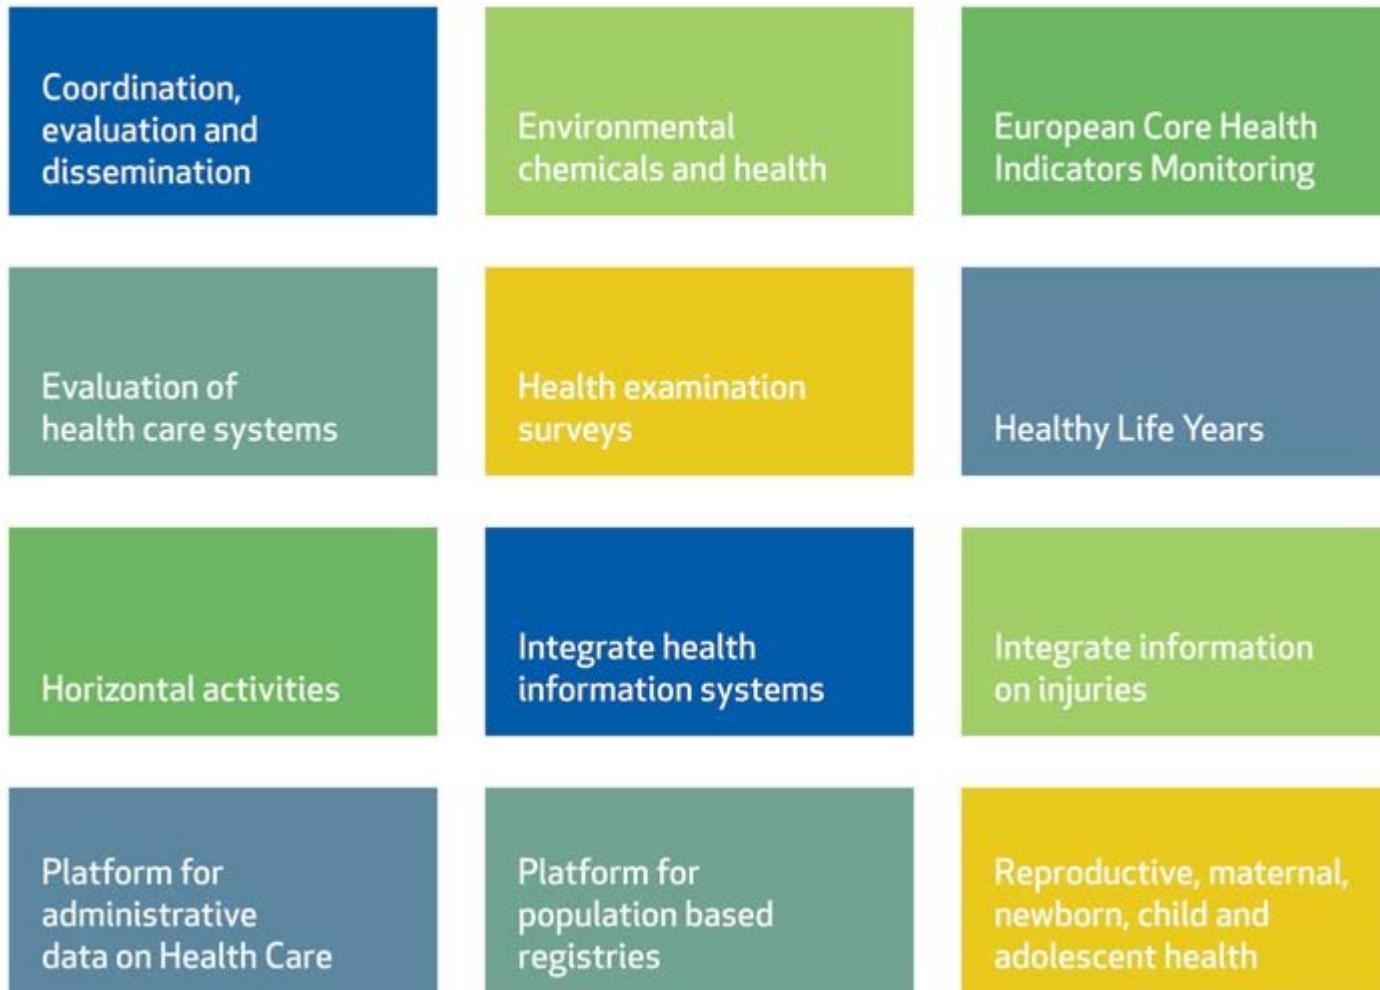 Coordination,
evaluation and
dissemination
Environmental
chemicals and health
European Core Health
Indicators Monitoring
Evaluation of
health care systems
Health examination
surveys
Healthy Life Years
Horizontal activities
Integrate health
information systems
Integrate information
on injuries
Platform for
administrative
data on Health Care
Platform for
population based
registries
Reproductive, maternal,
newborn, child and
adolescent health